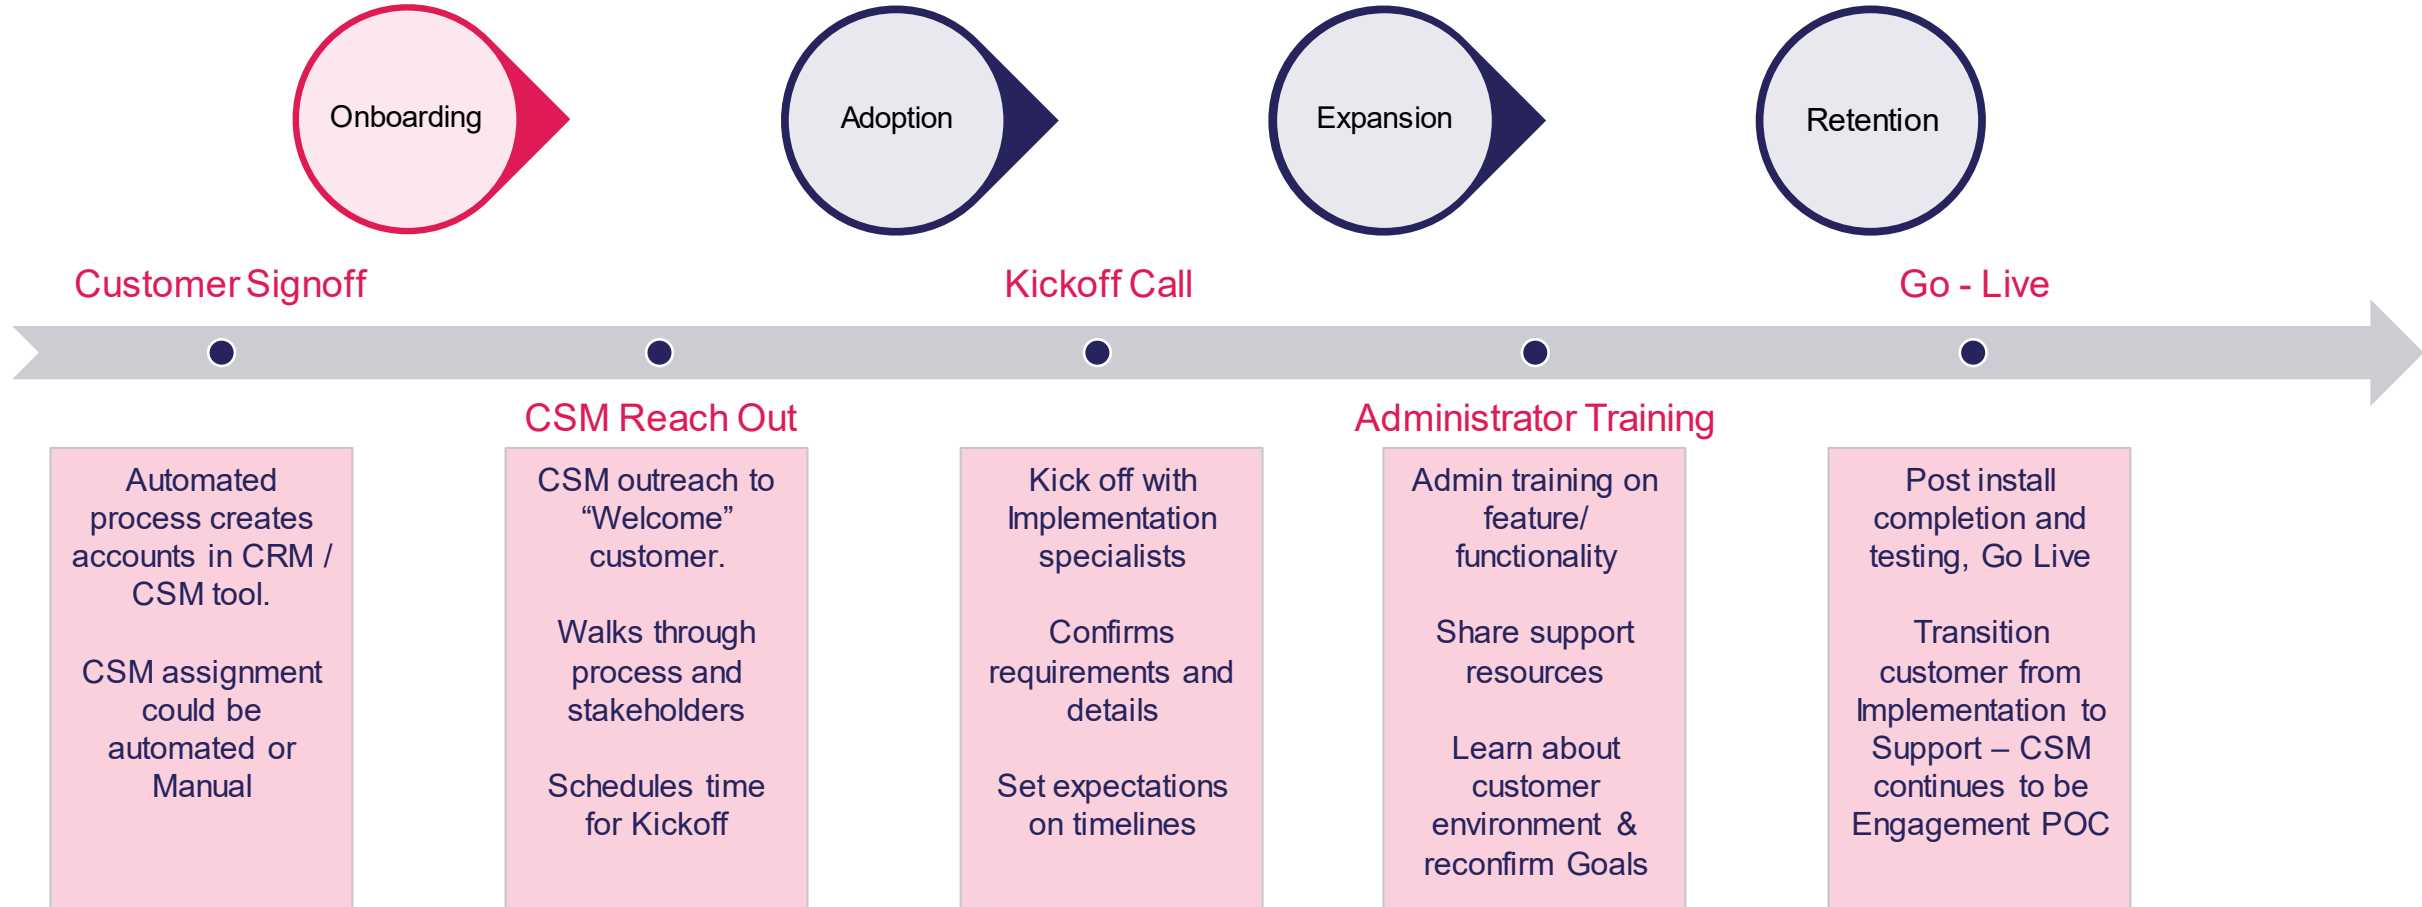 Onboarding
Adoption
Expansion
Retention
Customer Signoff
Kickoff Call
Go - Live
CSM Reach Out
Administrator Training
Automated
process creates
accounts in CRM /
CSM tool.
CSM assignment
could be
automated or
Manual
CSM outreach to
“Welcome”
customer.
Walks through
process and
stakeholders
Schedules time
for Kickoff
Kick off with
Implementation
specialists
Confirms
requirements and
details
Set expectations
on timelines
Admin training on
feature/
functionality
Share support
resources
Learn about
customer
environment &
reconfirm Goals
Post install
completion and
testing, Go Live
Transition
customer from
Implementation to
Support – CSM
continues to be
Engagement POC